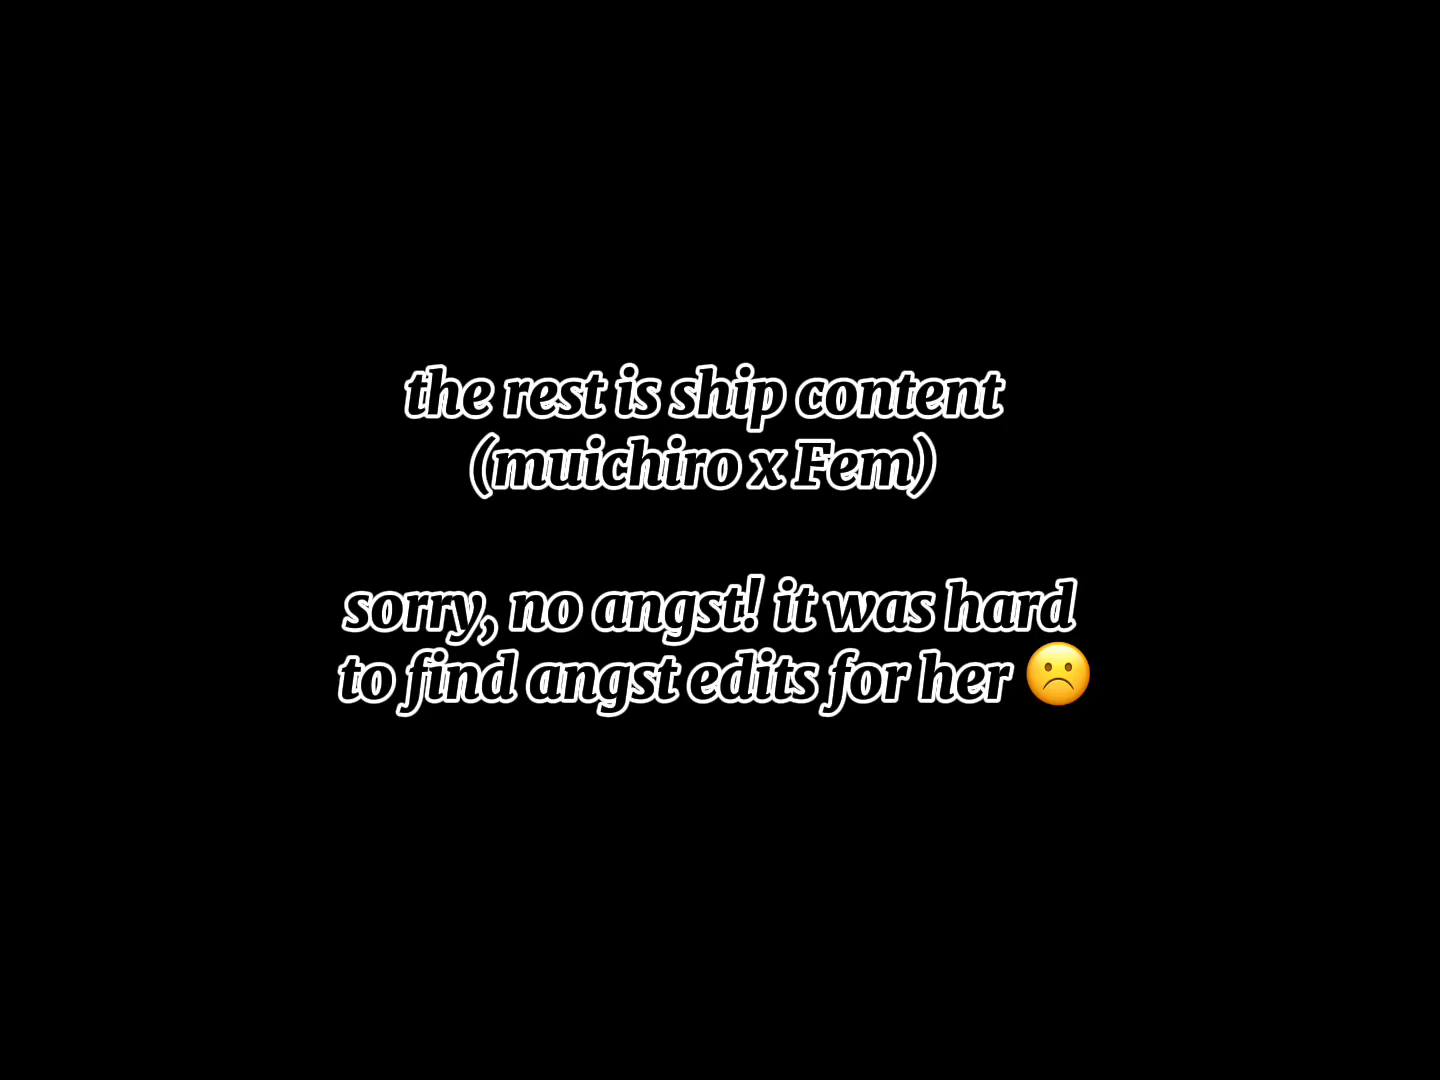 the rest is ship content
(muichiro x Fem)
sorry, no angst! it was hard
to find angst edits for her ☹️